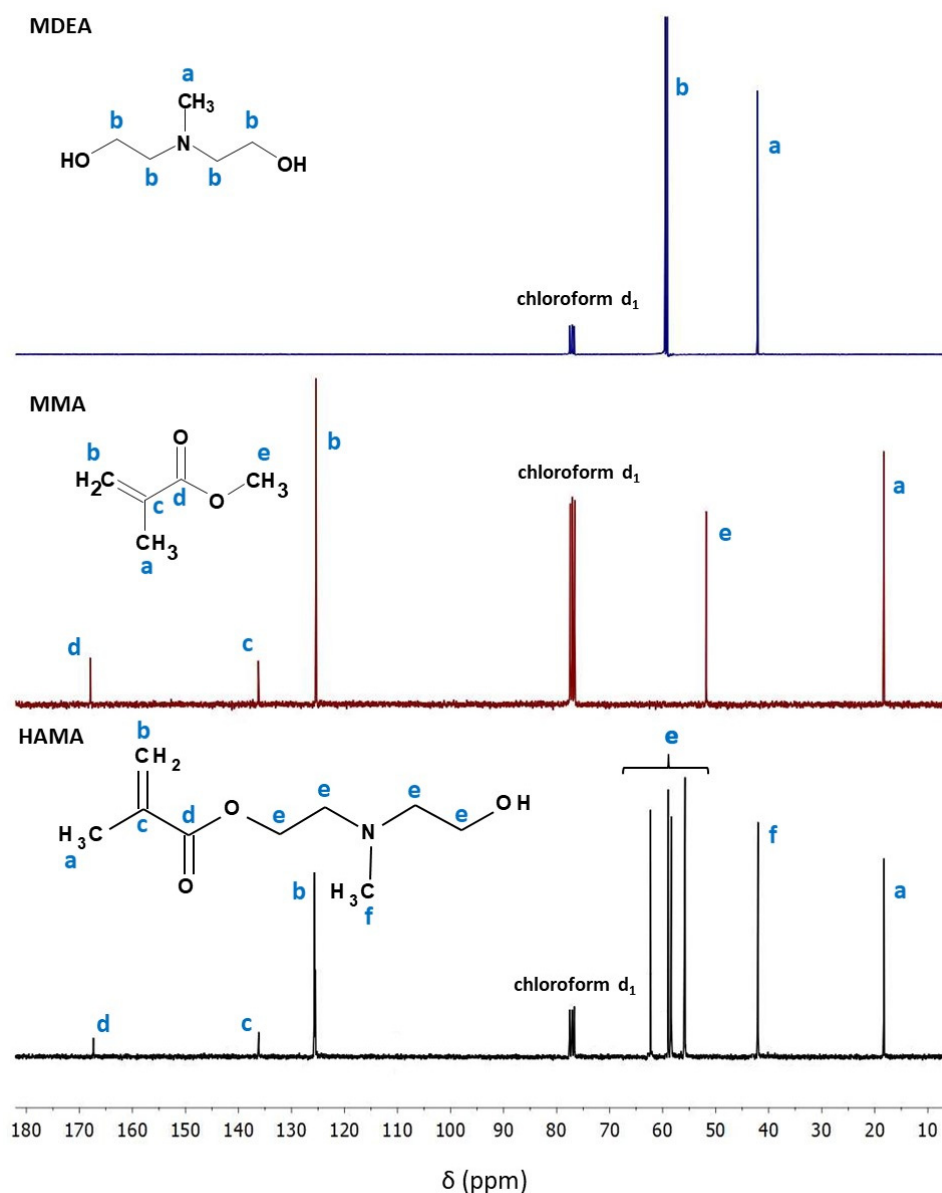 MDEA
a
CH3
b
b
N
HO
OH
b
b
b
a
chloroform d1
MMA
b
O
e
H2C
CH3
c
d
O
CH3
a
b
chloroform d1
a
e
d
c
HAMA
b
CH2
e
O
e
e
OH
d
H3C
c
e
e
a
N
O
H3C
f
b
f
a
chloroform d1
d
c
180 170 160 150 140 130 120 110 100 90 80 70 60 50 40 30 20 10
δ (ppm)